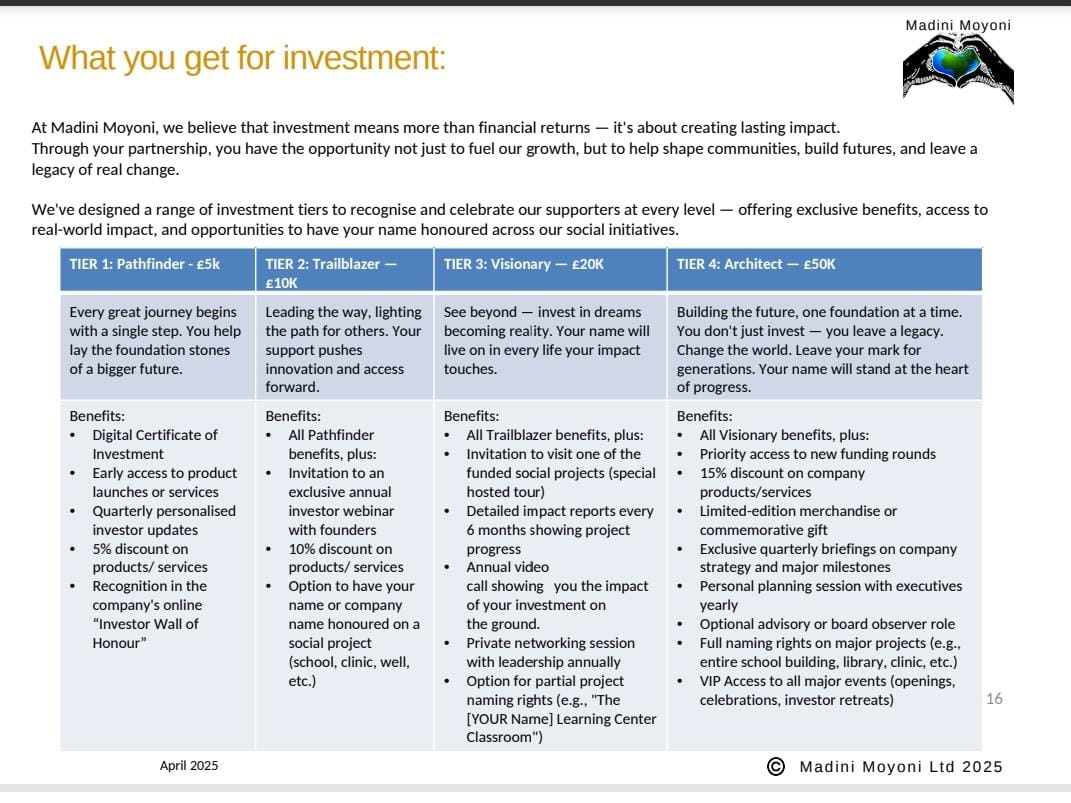 Madini Moyoni
What you get for investment:
At Madini Moyoni, we believe that investment means more than financial returns — it's about creating lasting impact.
Through your partnership, you have the opportunity not just to fuel our growth, but to help shape communities, build futures, and leave a
legacy of real change.
We've designed a range of investment tiers to recognise and celebrate our supporters at every level — offering exclusive benefits, access to
real-world impact, and opportunities to have your name honoured across our social initiatives.
TIER 1: Pathfinder - £5k
Every great journey begins
with a single step. You help
lay the foundation stones
of a bigger future.
Benefits:
• Digital Certificate of
Investment
• Early access to product
launches or services
• Quarterly personalised
investor updates
• 5% discount on
products/ services
• Recognition in the
company's online
“Investor Wall of
Honour”
TIER 2: Trailblazer —
£10K
Leading the way, lighting
the path for others. Your
support pushes
innovation and access
forward.
Benefits:
• All Pathfinder
benefits, plus:
• Invitation to an
exclusive annual
investor webinar
with founders
• 10% discount on
products/ services
• Option to have your
name or company
name honoured on a
social project
(school, clinic, well,
etc.)
TIER 3: Visionary — £20K
See beyond — invest in dreams
becoming reality. Your name will
live on in every life your impact
touches.
Benefits:
• All Trailblazer benefits, plus:
• Invitation to visit one of the
funded social projects (special
hosted tour)
• Detailed impact reports every
6 months showing project
progress
• Annual video
call showing you the impact
of your investment on
the ground.
• Private networking session
with leadership annually
• Option for partial project
naming rights (e.g., "The
[YOUR Name] Learning Center
Classroom")
TIER 4: Architect — £50K
Building the future, one foundation at a time.
You don't just invest — you leave a legacy.
Change the world. Leave your mark for
generations. Your name will stand at the heart
of progress.
Benefits:
• All Visionary benefits, plus:
• Priority access to new funding rounds
• 15% discount on company
products/services
• Limited-edition merchandise or
commemorative gift
• Exclusive quarterly briefings on company
strategy and major milestones
• Personal planning session with executives
yearly
• Optional advisory or board observer role
• Full naming rights on major projects (e.g.,
entire school building, library, clinic, etc.)
• VIP Access to all major events (openings,
celebrations, investor retreats)
16
April 2025
© Madini Moyoni Ltd 2025